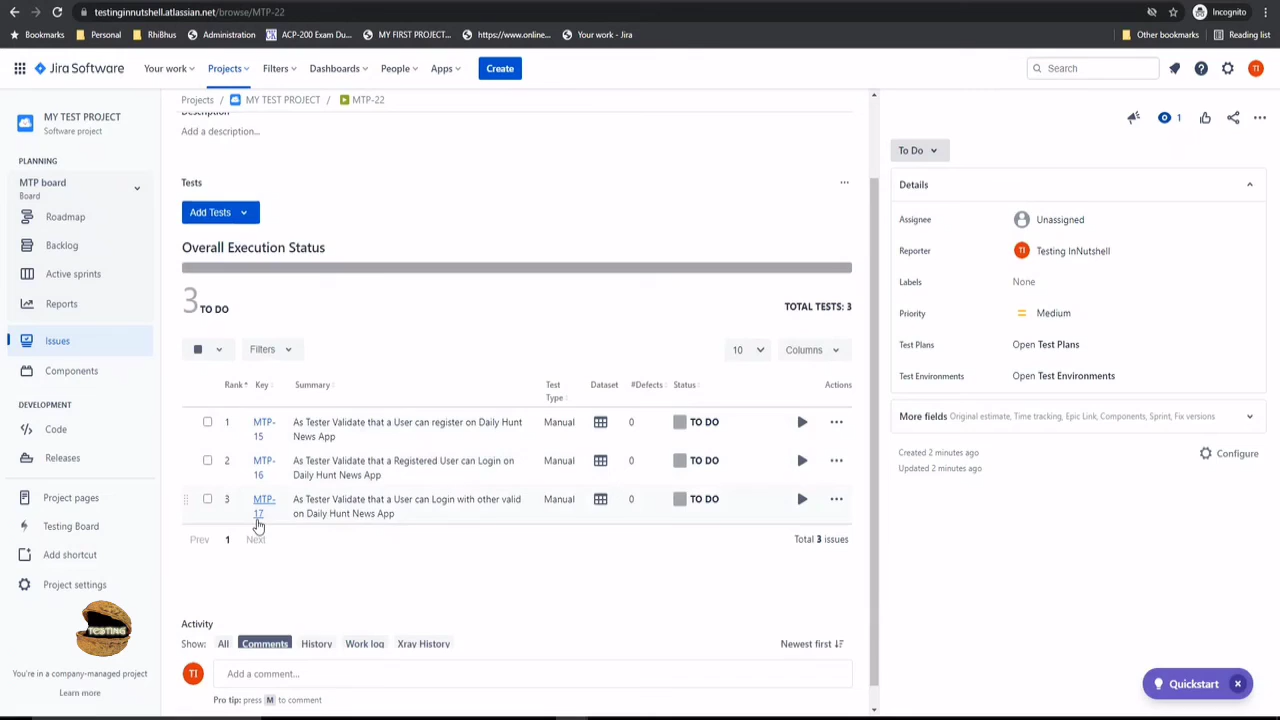 testinginnutshell.atlassian.net/browse/MTP-22
Incognito
Bookmarks Personal RhiBhus Administration ACP-200 Exam Du... MY FIRST PROJECT... https://www.online... Your work - Jira Other bookmarks Reading list
Jira Software Your work Projects Filters Dashboards People Apps Create Search TI
MY TEST PROJECT
Software project
PLANNING
MTP board
Board
Roadmap
Backlog
Active sprints
Reports
Issues
Components
DEVELOPMENT
Code
Releases
Project pages
Testing Board
Add shortcut
Project settings
TESTING
You're in a company-managed project
Learn more
Projects / MY TEST PROJECT / MTP-22
Description
Add a description...
Tests
Add Tests
Overall Execution Status
3 TO DO
TOTAL TESTS: 3
Filters 10 Columns
Rank Key Summary Test Type Dataset #Defects Status Actions
1 MTP-15 As Tester Validate that a User can register on Daily Hunt Manual 0 TO DO
News App
2 MTP-16 As Tester Validate that a Registered User can Login on Manual 0 TO DO
Daily Hunt News App
3 MTP-17 As Tester Validate that a User can Login with other valid Manual 0 TO DO
on Daily Hunt News App
Prev 1 Next Total 3 issues
Activity
Show: All Comments History Work log Xray History Newest first
TI Add a comment...
Pro tip: press M to comment
1
To Do
Details
Assignee Unassigned
Reporter TI Testing InNutshell
Labels None
Priority Medium
Test Plans Open Test Plans
Test Environments Open Test Environments
More fields Original estimate, Time tracking, Epic Link, Components, Sprint, Fix versions
Created 2 minutes ago
Updated 2 minutes ago
Configure
Quickstart